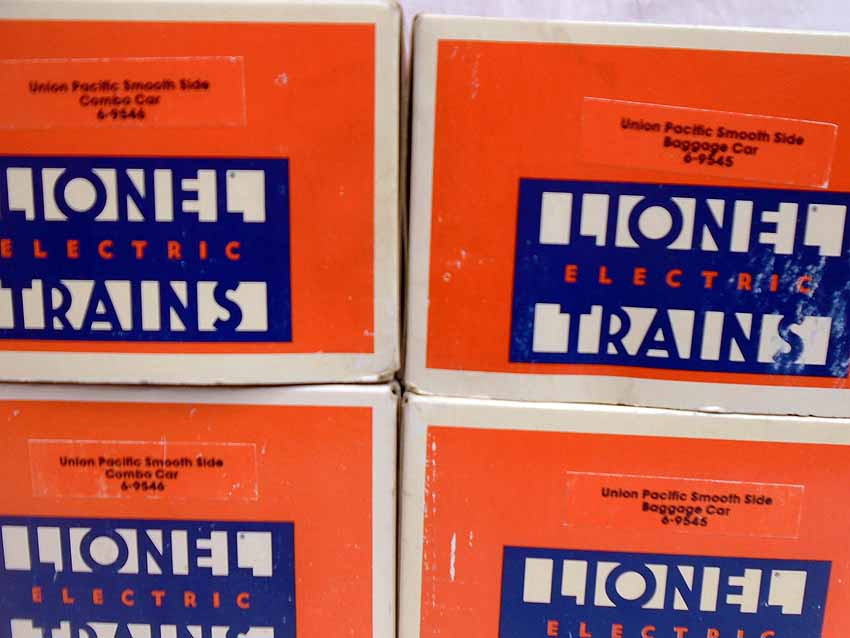 Union Pacific Smooth Side
Combo Car
6-9546
LIONEL
ELECTRIC
TRAINS
Union Pacific Smooth Side
Baggage Car
6-9545
LIONEL
ELECTRIC
TRAINS
Union Pacific Smooth Side
Combo Car
6-9546
LIONEL
ELECTRIC
TRAINS
Union Pacific Smooth Side
Baggage Car
6-9545
LIONEL
ELECTRIC